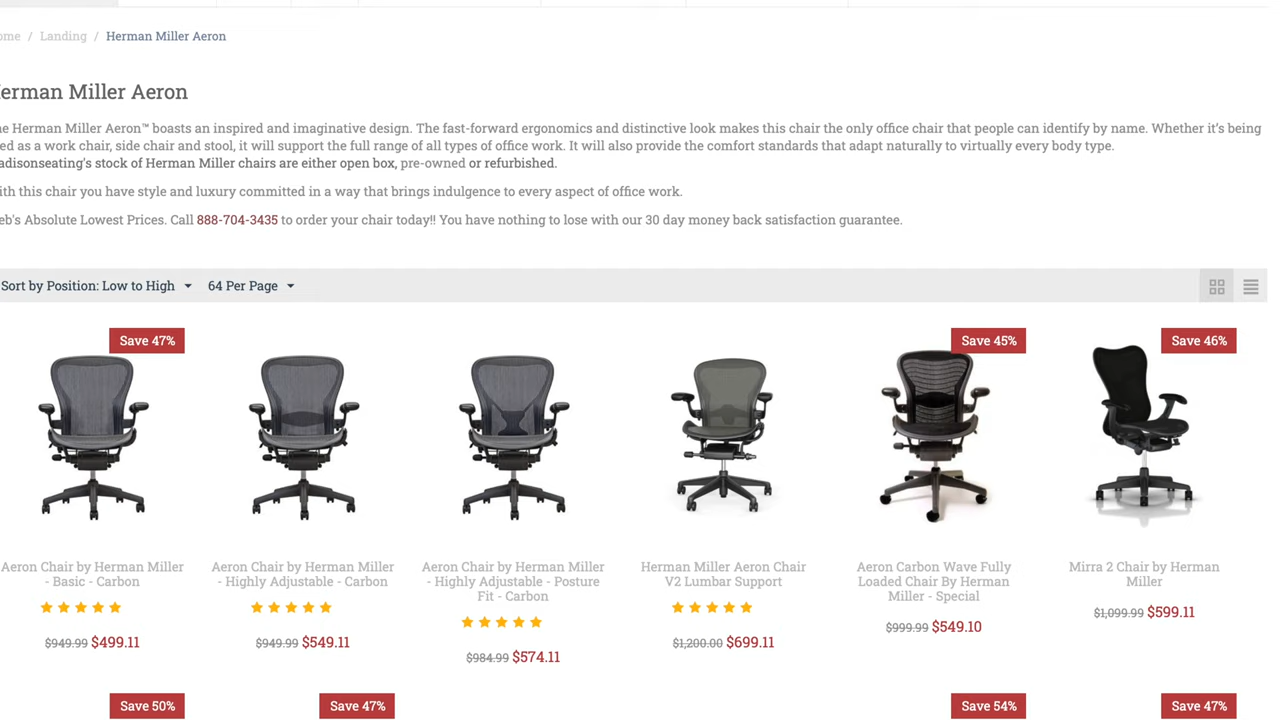 ome / Landing / Herman Miller Aeron
erman Miller Aeron
e Herman Miller Aeron™ boasts an inspired and imaginative design. The fast-forward ergonomics and distinctive look makes this chair the only office chair that people can identify by name. Whether it’s being
ed as a work chair, side chair and stool, it will support the full range of all types of office work. It will also provide the comfort standards that adapt naturally to virtually every body type.
adisonseating's stock of Herman Miller chairs are either open box, pre-owned or refurbished.
ith this chair you have style and luxury committed in a way that brings indulgence to every aspect of office work.
eb's Absolute Lowest Prices. Call 888-704-3435 to order your chair today!! You have nothing to lose with our 30 day money back satisfaction guarantee.
Sort by Position: Low to High 64 Per Page
Save 47%
Save 45%
Save 46%
Aeron Chair by Herman Miller
- Basic - Carbon
$949.99 $499.11
Aeron Chair by Herman Miller
- Highly Adjustable - Carbon
$949.99 $549.11
Aeron Chair by Herman Miller
- Highly Adjustable - Posture
Fit - Carbon
$984.99 $574.11
Herman Miller Aeron Chair
V2 Lumbar Support
$1,200.00 $699.11
Aeron Carbon Wave Fully
Loaded Chair By Herman
Miller - Special
$999.99 $549.10
Mirra 2 Chair by Herman
Miller
$1,099.99 $599.11
Save 50%
Save 47%
Save 54%
Save 47%